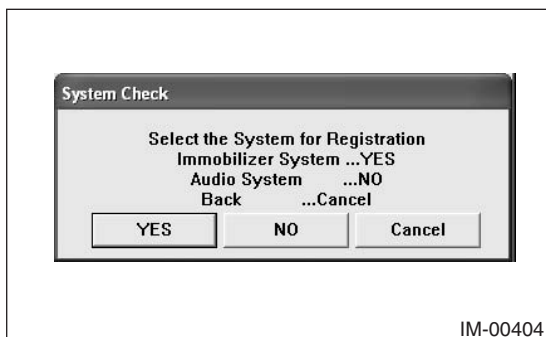 System Check
Select the System for Registration
Immobilizer System ...YES
Audio System ...NO
Back ...Cancel
YES NO Cancel
IM-00404